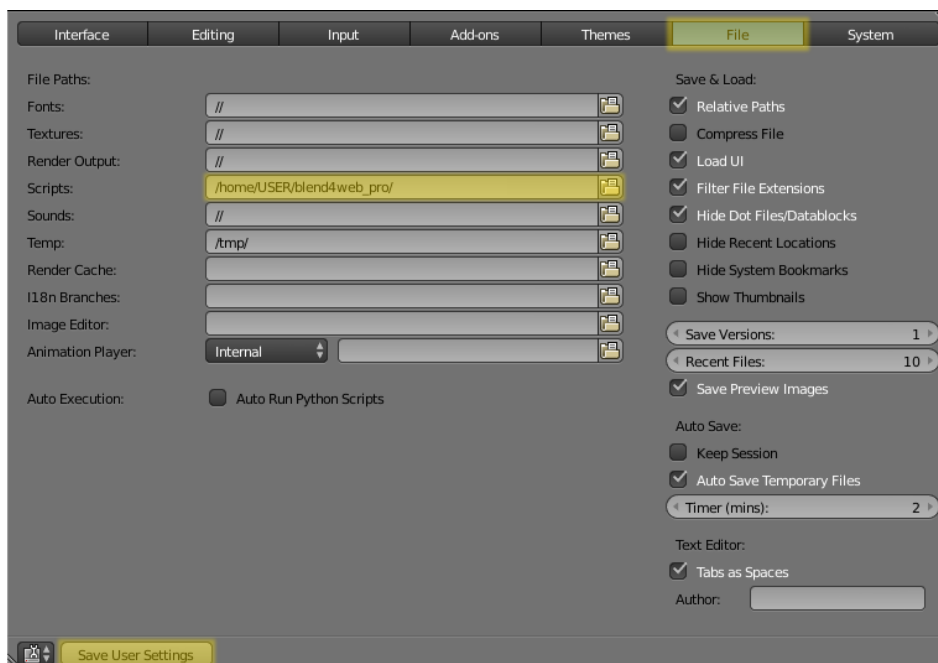 Interface Editing Input Add-ons Themes File System
File Paths:
Fonts: //
Textures: //
Render Output: //
Scripts: /home/USER/blend4web_pro/
Sounds: //
Temp: /tmp/
Render Cache:
I18n Branches:
Image Editor:
Animation Player: Internal
Auto Execution: Auto Run Python Scripts
Save & Load:
Relative Paths
Compress File
Load UI
Filter File Extensions
Hide Dot Files/Datablocks
Hide Recent Locations
Hide System Bookmarks
Show Thumbnails
Save Versions: 1
Recent Files: 10
Save Preview Images
Auto Save:
Keep Session
Auto Save Temporary Files
Timer (mins): 2
Text Editor:
Tabs as Spaces
Author:
Save User Settings